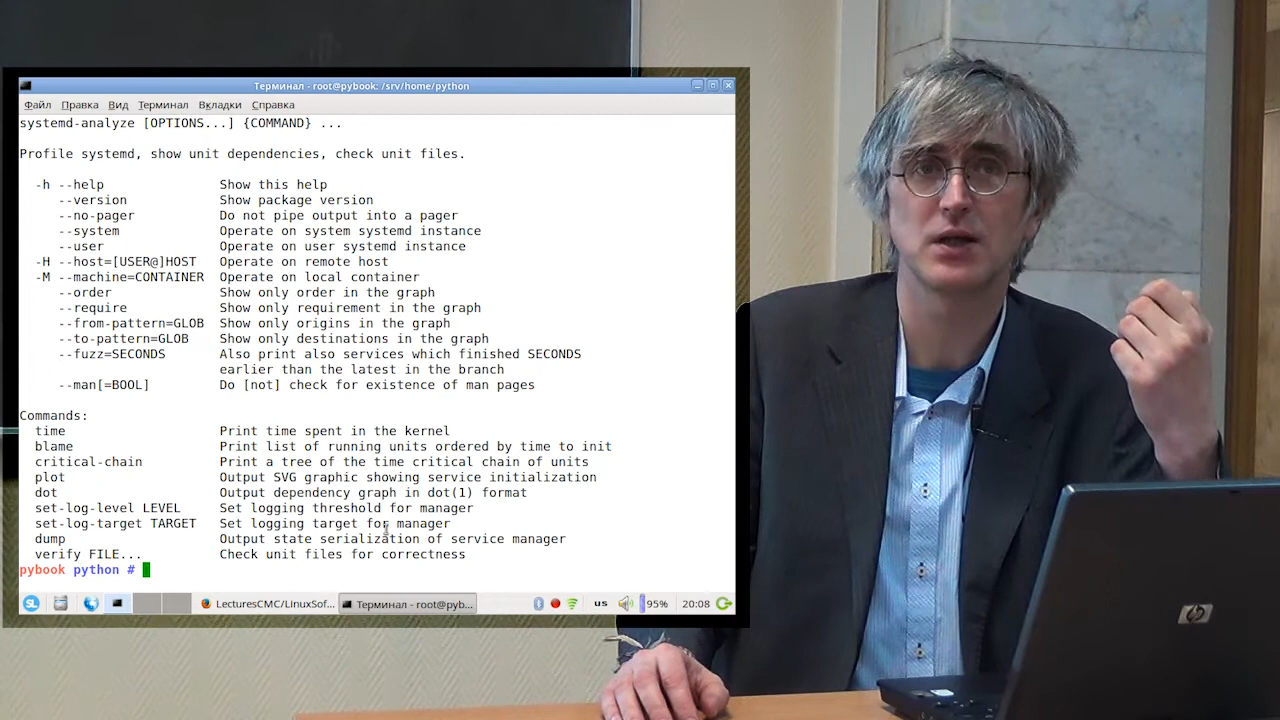 Терминал - root@pybook: /srv/home/python
Файл Правка Вид Терминал Вкладки Справка
systemd-analyze [OPTIONS...] {COMMAND} ...
Profile systemd, show unit dependencies, check unit files.
-h --help Show this help
--version Show package version
--no-pager Do not pipe output into a pager
--system Operate on system systemd instance
--user Operate on user systemd instance
-H --host=[USER@]HOST Operate on remote host
-M --machine=CONTAINER Operate on local container
--order Show only order in the graph
--require Show only requirement in the graph
--from-pattern=GLOB Show only origins in the graph
--to-pattern=GLOB Show only destinations in the graph
--fuzz=SECONDS Also print also services which finished SECONDS
earlier than the latest in the branch
--man[=BOOL] Do [not] check for existence of man pages
Commands:
time Print time spent in the kernel
blame Print list of running units ordered by time to init
critical-chain Print a tree of the time critical chain of units
plot Output SVG graphic showing service initialization
dot Output dependency graph in dot(1) format
set-log-level LEVEL Set logging threshold for manager
set-log-target TARGET Set logging target for manager
dump Output state serialization of service manager
verify FILE... Check unit files for correctness
pybook python #
SL LecturesCMC/LinuxSof... Терминал - root@pyb... us 95% 20:08
hp